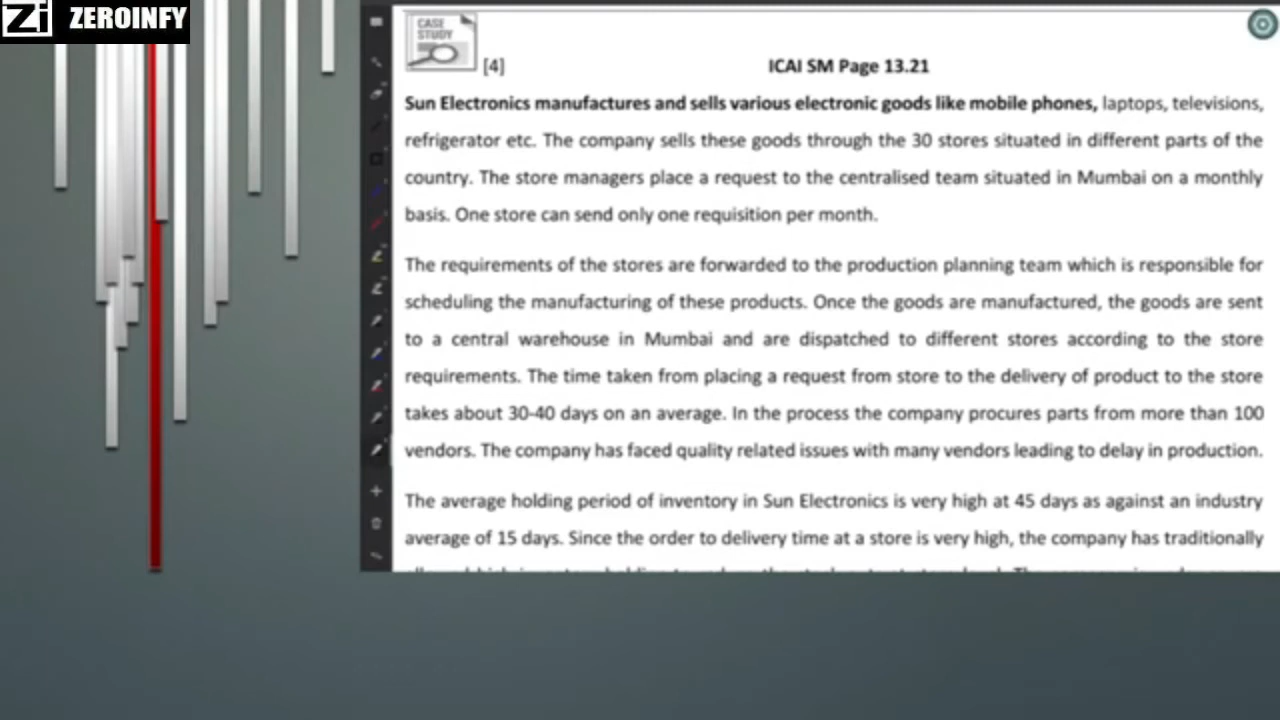 Zi ZEROINFY
CASE
STUDY
[4] ICAI SM Page 13.21
Sun Electronics manufactures and sells various electronic goods like mobile phones, laptops, televisions,
refrigerator etc. The company sells these goods through the 30 stores situated in different parts of the
country. The store managers place a request to the centralised team situated in Mumbai on a monthly
basis. One store can send only one requisition per month.
The requirements of the stores are forwarded to the production planning team which is responsible for
scheduling the manufacturing of these products. Once the goods are manufactured, the goods are sent
to a central warehouse in Mumbai and are dispatched to different stores according to the store
requirements. The time taken from placing a request from store to the delivery of product to the store
takes about 30-40 days on an average. In the process the company procures parts from more than 100
vendors. The company has faced quality related issues with many vendors leading to delay in production.
The average holding period of inventory in Sun Electronics is very high at 45 days as against an industry
average of 15 days. Since the order to delivery time at a store is very high, the company has traditionally